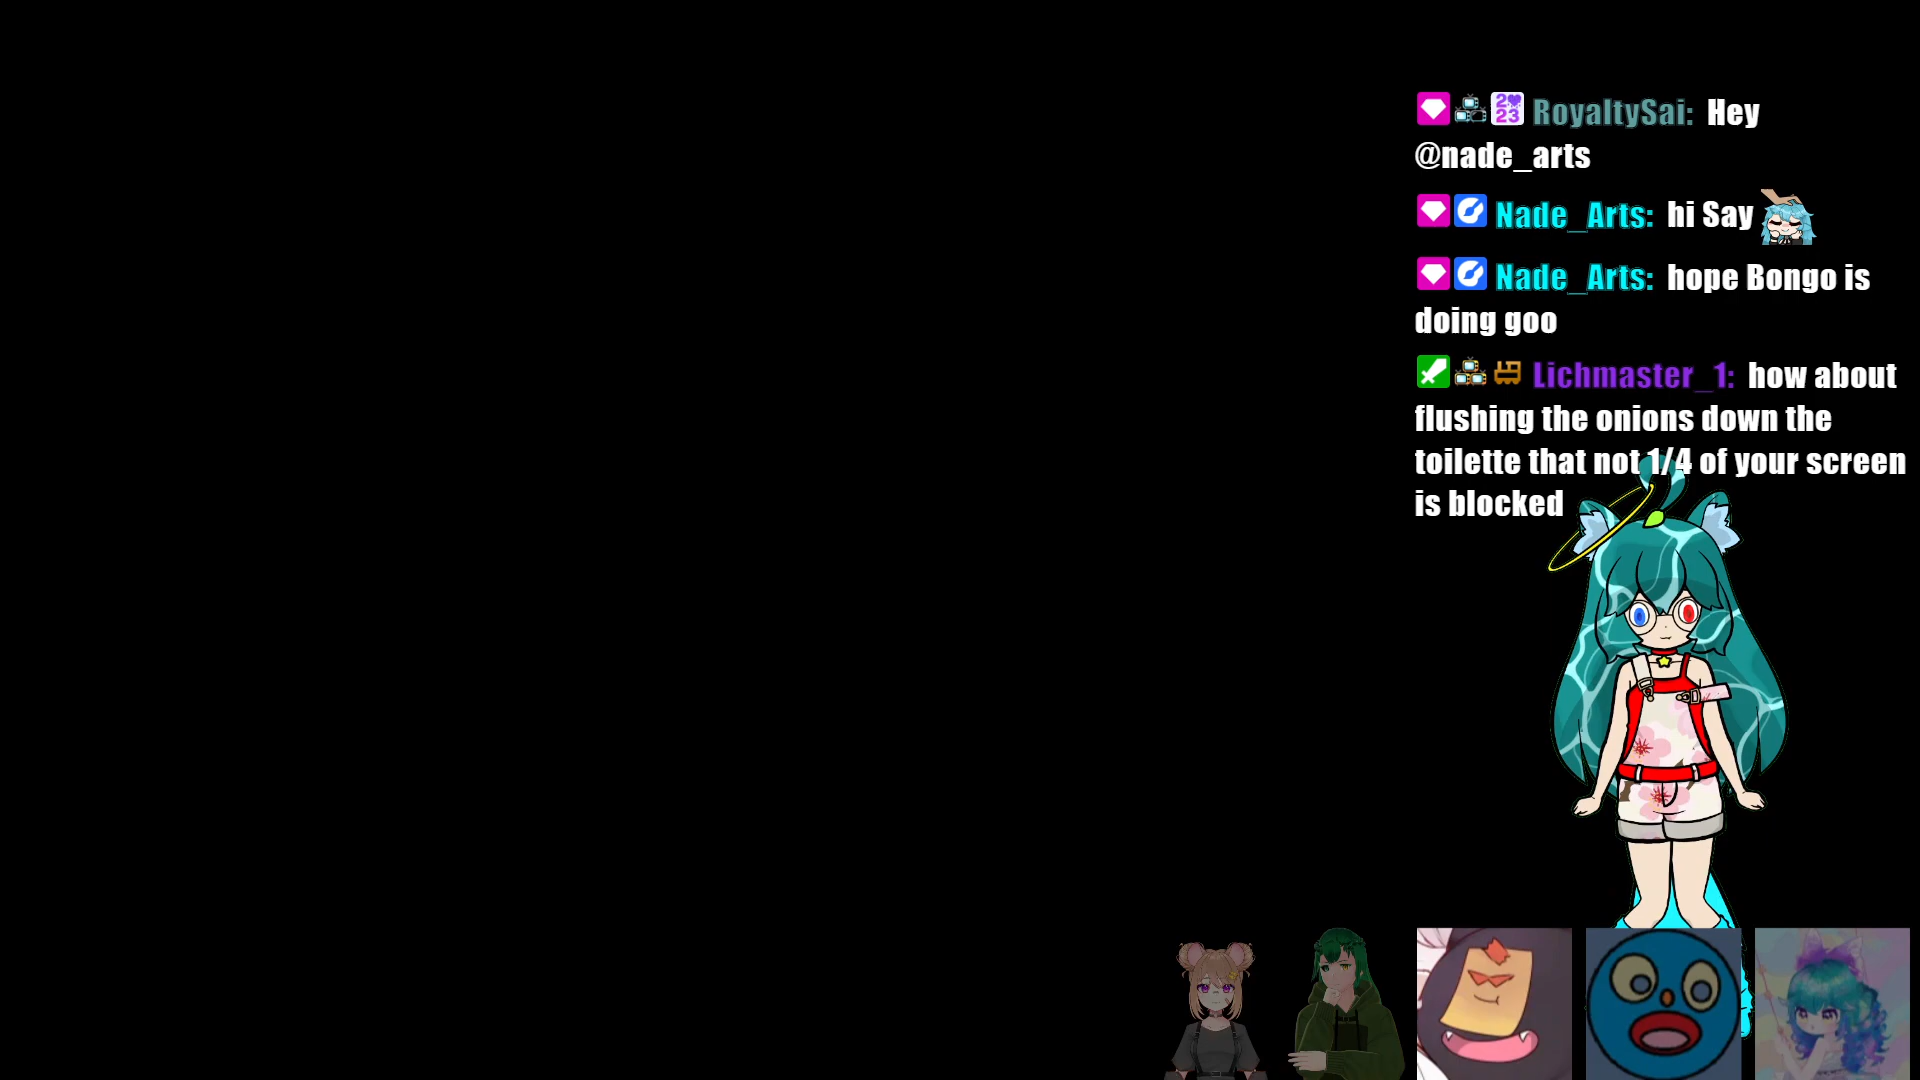 RoyaltySai: Hey
@nade_arts
Nade_Arts: hi Say
Nade_Arts: hope Bongo is
doing goo
Lichmaster_1: how about
flushing the onions down the
toilette that not 1/4 of your screen
is blocked